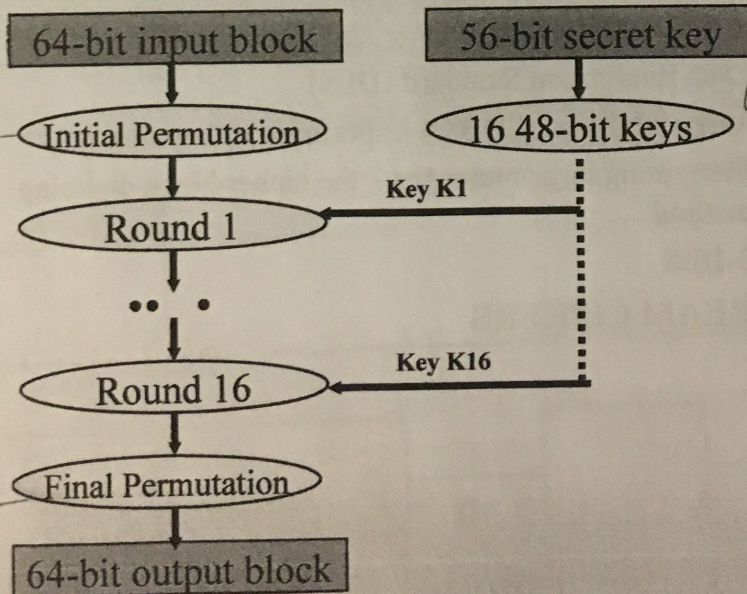 64-bit input block
56-bit secret key
Initial Permutation
16 48-bit keys
Key K1
Round 1
Key K16
Round 16
Final Permutation
64-bit output block